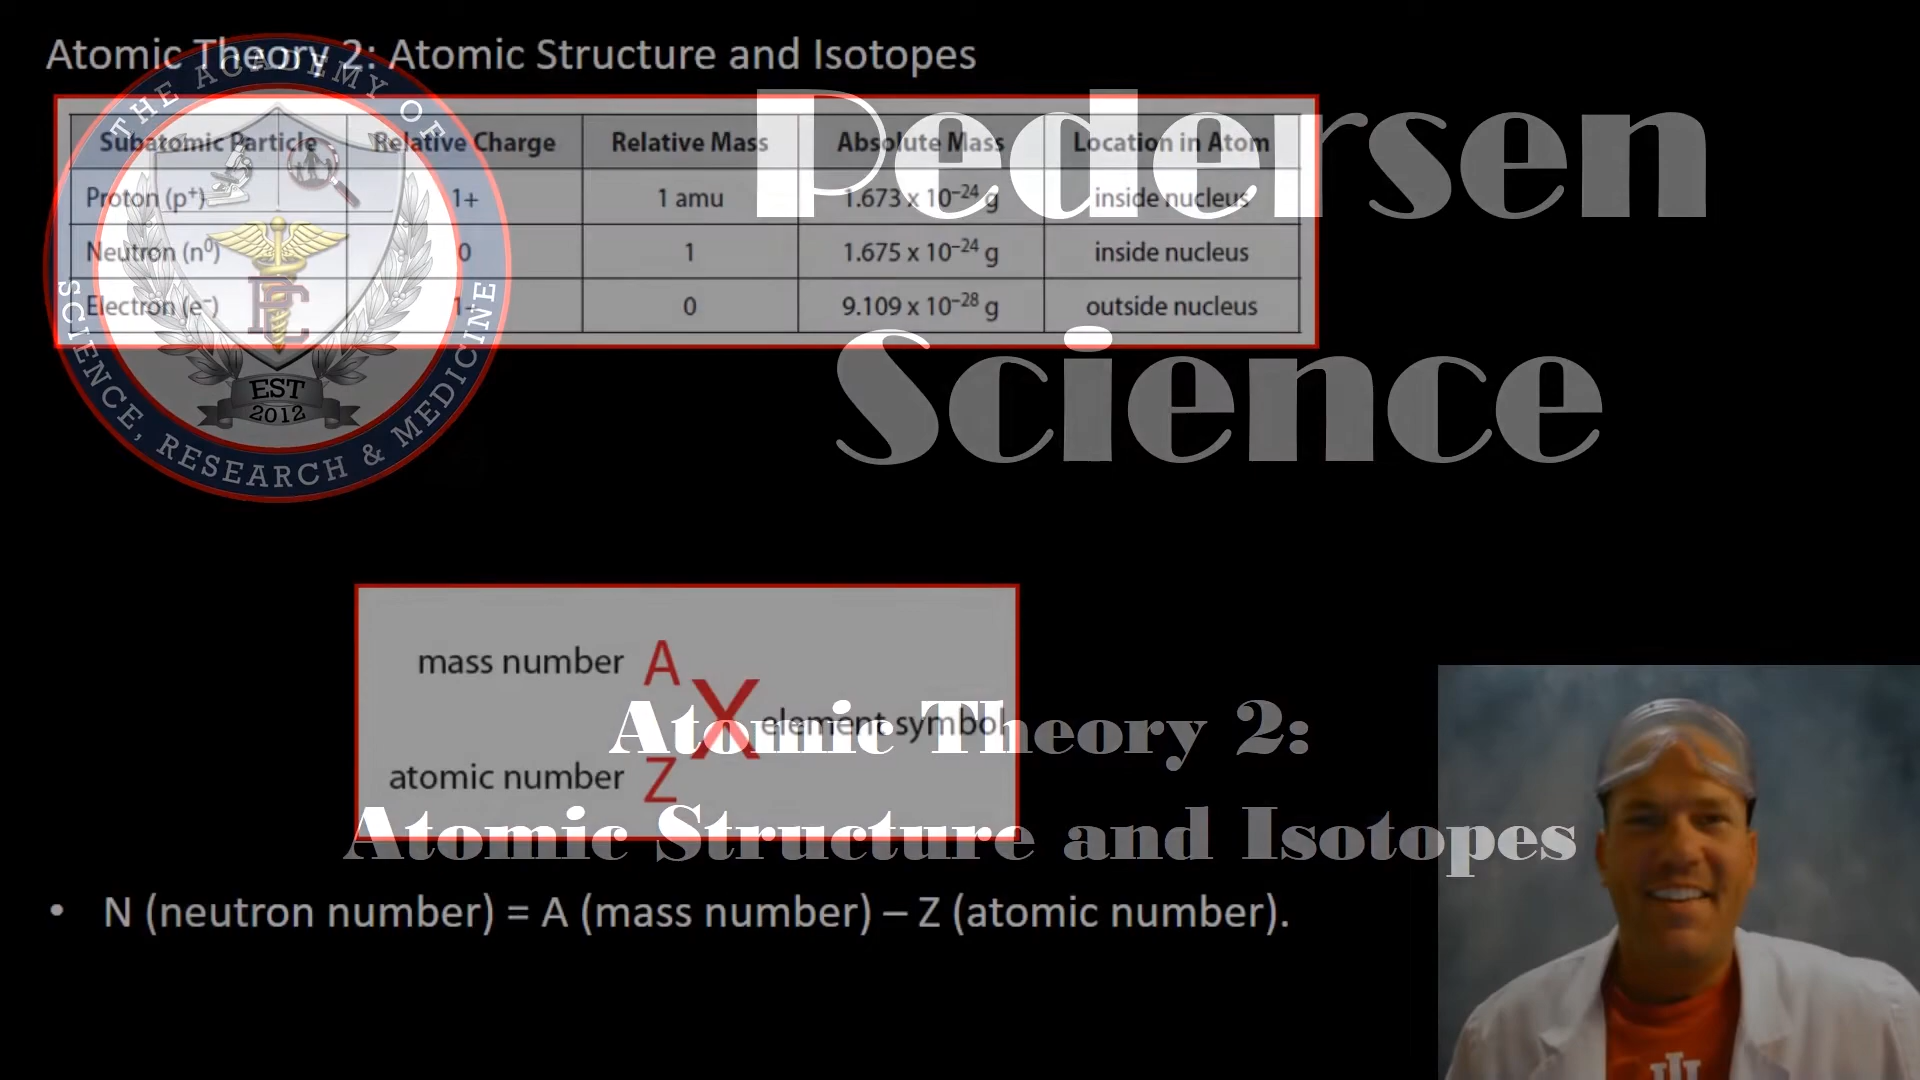 Atomic Theory 2: Atomic Structure and Isotopes
THE ACADEMY OF
SCIENCE, RESEARCH & MEDICINE
PC
EST
2012
Pedersen
Science
Subatomic Particle Relative Charge Relative Mass Absolute Mass Location in Atom
Proton (p⁺) 1+ 1 amu 1.673 x 10⁻²⁴ g inside nucleus
Neutron (n⁰) 0 1 1.675 x 10⁻²⁴ g inside nucleus
Electron (e⁻) 1- 0 9.109 x 10⁻²⁸ g outside nucleus
mass number A
X element symbol
atomic number Z
Atomic Theory 2:
Atomic Structure and Isotopes
• N (neutron number) = A (mass number) – Z (atomic number).